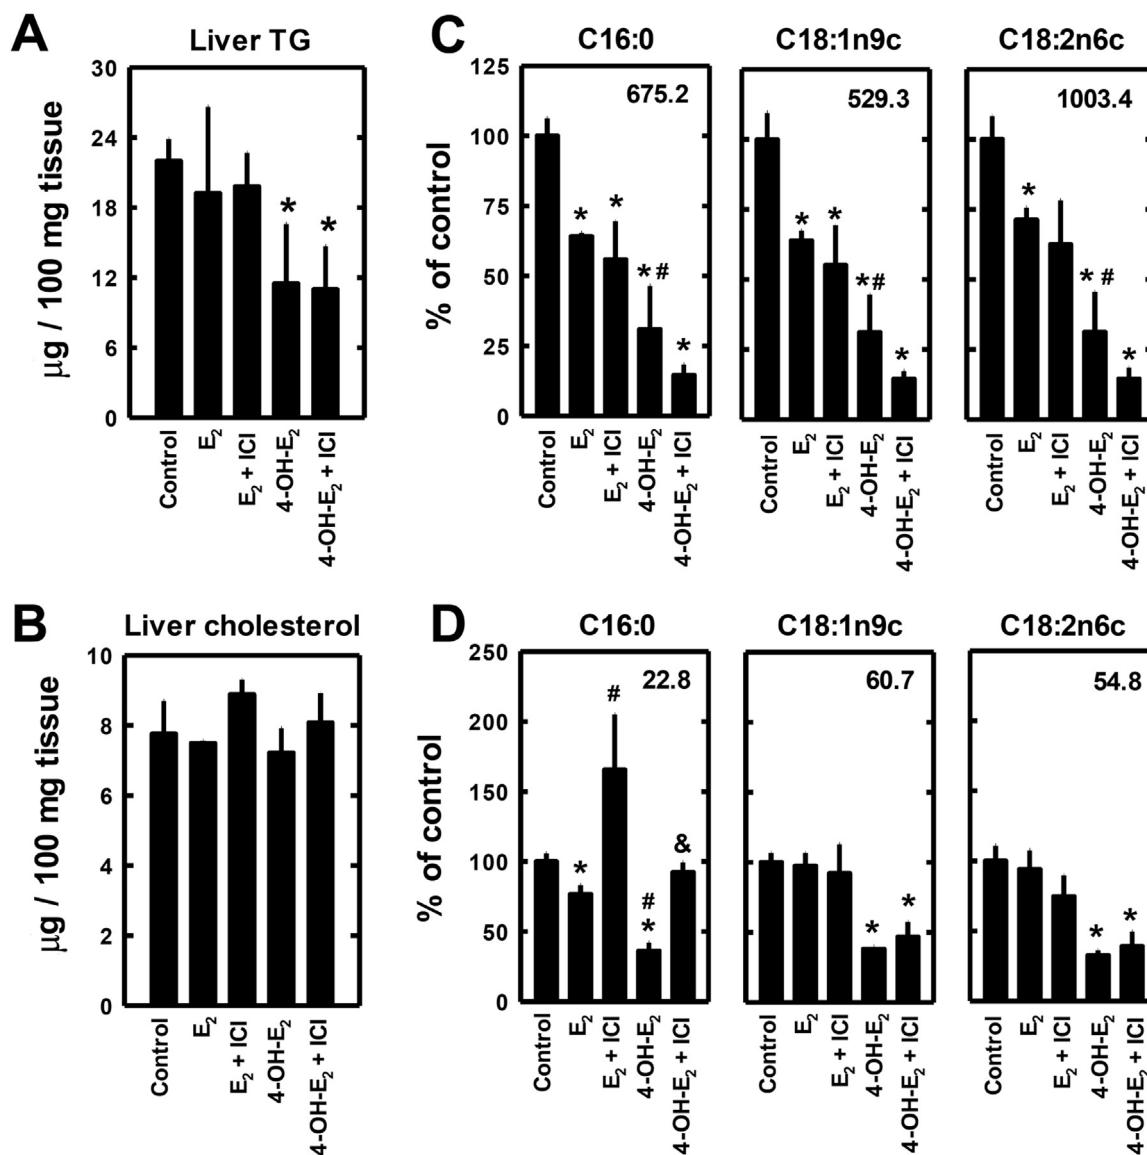 A
Liver TG
30
24
18
12
6
0
µg / 100 mg tissue
* *
Control
E₂
E₂ + ICI
4-OH-E₂
4-OH-E₂ + ICI
C
C16:0 C18:1n9c C18:2n6c
125
100
75
50
25
0
% of control
675.2
* * *# *
Control
E₂
E₂ + ICI
4-OH-E₂
4-OH-E₂ + ICI
529.3
* * *# *
Control
E₂
E₂ + ICI
4-OH-E₂
4-OH-E₂ + ICI
1003.4
* *# *
Control
E₂
E₂ + ICI
4-OH-E₂
4-OH-E₂ + ICI
B
Liver cholesterol
10
8
6
4
2
0
µg / 100 mg tissue
Control
E₂
E₂ + ICI
4-OH-E₂
4-OH-E₂ + ICI
D
C16:0 C18:1n9c C18:2n6c
250
200
150
100
50
0
% of control
22.8
#
* # &
*
Control
E₂
E₂ + ICI
4-OH-E₂
4-OH-E₂ + ICI
60.7
* *
Control
E₂
E₂ + ICI
4-OH-E₂
4-OH-E₂ + ICI
54.8
* *
Control
E₂
E₂ + ICI
4-OH-E₂
4-OH-E₂ + ICI